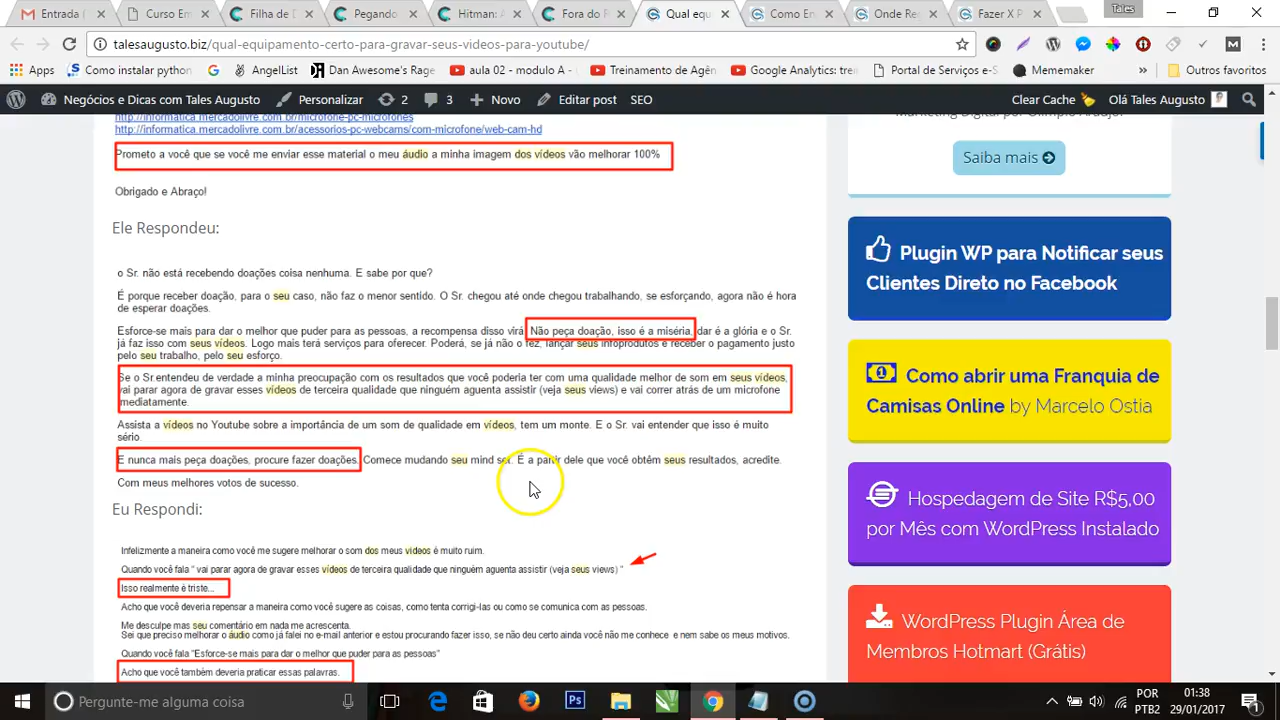 Entrada (
Curso Em
Filha de D
Pegando
Hitman: A
Fora do R
Qual equ
Como En
Onde Res
Fazer X P
Tales
talesaugusto.biz/qual-equipamento-certo-para-gravar-seus-videos-para-youtube/
Apps
Como instalar python
AngelList
Dan Awesome's Rage
aula 02 - modulo A -
Treinamento de Agên
Google Analytics: trei
Portal de Serviços e-S
Mememaker
»
Outros favoritos
Negócios e Dicas com Tales Augusto
Personalizar
2
3
Novo
Editar post
SEO
Clear Cache
Olá Tales Augusto
http://informatica.mercadolivre.com.br/microfone-pc-microfones
http://informatica.mercadolivre.com.br/acessorios-pc-webcams/com-microfone/web-cam-hd
Prometo a você que se você me enviar esse material o meu áudio a minha imagem dos vídeos vão melhorar 100%
Obrigado e Abraço!
Ele Respondeu:
o Sr. não está recebendo doações coisa nenhuma. E sabe por que?
É porque receber doação, para o seu caso, não faz o menor sentido. O Sr. chegou até onde chegou trabalhando, se esforçando, agora não é hora
de esperar doações.
Esforce-se mais para dar o melhor que puder para as pessoas, a recompensa disso virá. Não peça doação, isso é a miséria, dar é a glória e o Sr.
já faz isso com seus vídeos. Logo mais terá serviços para oferecer. Poderá, se já não o fez, lançar seus infoprodutos e receber o pagamento justo
pelo seu trabalho, pelo seu esforço.
Se o Sr entendeu de verdade a minha preocupação com os resultados que você poderia ter com uma qualidade melhor de som em seus vídeos,
vai parar agora de gravar esses vídeos de terceira qualidade que ninguém aguenta assistir (veja seus views) e vai correr atrás de um microfone
imediatamente.
Assista a vídeos no Youtube sobre a importância de um som de qualidade em vídeos, tem um monte. E o Sr. vai entender que isso é muito
sério.
E nunca mais peça doações, procure fazer doações. Comece mudando seu mind set. É a partir dele que você obtêm seus resultados, acredite.
Com meus melhores votos de sucesso.
Eu Respondi:
Infelizmente a maneira como você me sugere melhorar o som dos meus videos é muito ruim.
Quando você fala " vai parar agora de gravar esses vídeos de terceira qualidade que ninguém aguenta assistir (veja seus views) "
Isso realmente é triste...
Acho que você deveria repensar a maneira como você sugere as coisas, como tenta corrigi-las ou como se comunica com as pessoas.
Me desculpe mas seu comentário em nada me acrescenta.
Sei que preciso melhorar o áudio como já falei no e-mail anterior e estou procurando fazer isso, se não deu certo ainda você não me conhece e nem sabe os meus motivos.
Quando você fala "Esforce-se mais para dar o melhor que puder para as pessoas"
Acho que você também deveria praticar essas palavras.
Saiba mais
Plugin WP para Notificar seus
Clientes Direto no Facebook
Como abrir uma Franquia de
Camisas Online by Marcelo Ostia
Hospedagem de Site R$5,00
por Mês com WordPress Instalado
WordPress Plugin Área de
Membros Hotmart (Grátis)
Pergunte-me alguma coisa
POR
PTB2
01:38
29/01/2017